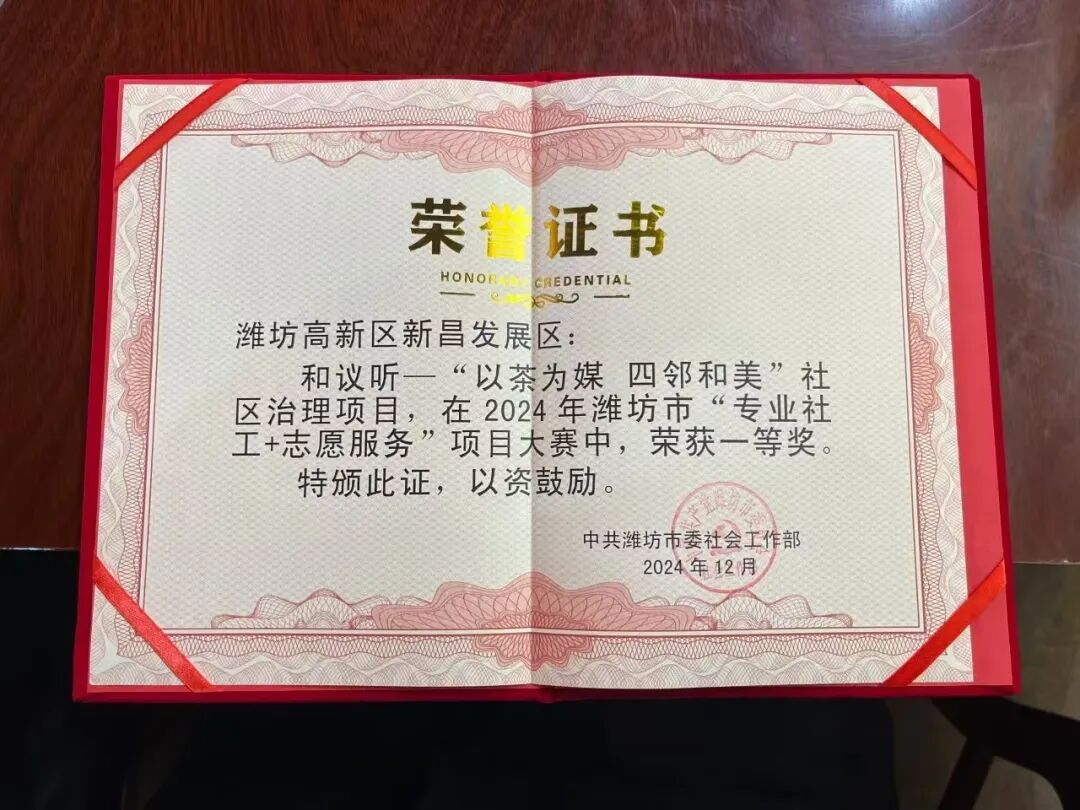 荣誉证书
HONORARY CREDENTIAL
潍坊高新区新昌发展区：
和议听—“以茶为媒 四邻和美”社
区治理项目，在2024年潍坊市“专业社
工+志愿服务”项目大赛中，荣获一等奖。
特颁此证，以资鼓励。
中共潍坊市委社会工作部
2024年12月